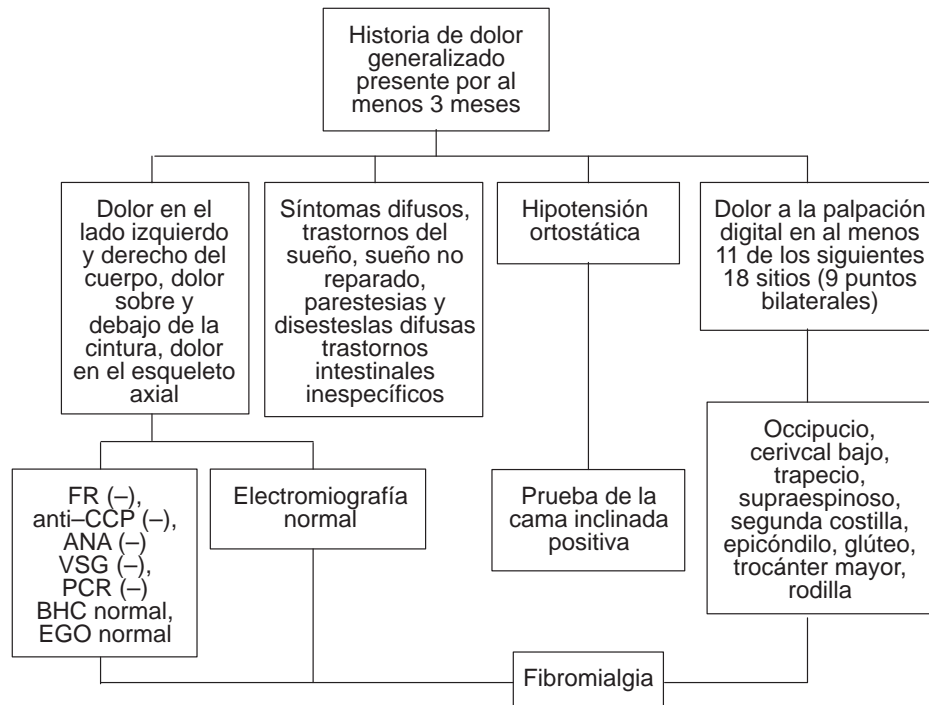 Historia de dolor
generalizado
presente por al
menos 3 meses
Dolor en el
lado izquierdo
y derecho del
cuerpo, dolor
sobre y
debajo de la
cintura, dolor
en el esqueleto
axial
Síntomas difusos,
trastornos del
sueño, sueño no
reparado,
parestesias y
disesteslas difusas
trastornos
intestinales
inespecíficos
Hipotensión
ortostática
Dolor a la palpación
digital en al menos
11 de los siguientes
18 sitios (9 puntos
bilaterales)
FR (–),
anti–CCP (–),
ANA (–)
VSG (–),
PCR (–)
BHC normal,
EGO normal
Electromiografía
normal
Prueba de la
cama inclinada
positiva
Occipucio,
cerivcal bajo,
trapecio,
supraespinoso,
segunda costilla,
epicóndilo, glúteo,
trocánter mayor,
rodilla
Fibromialgia